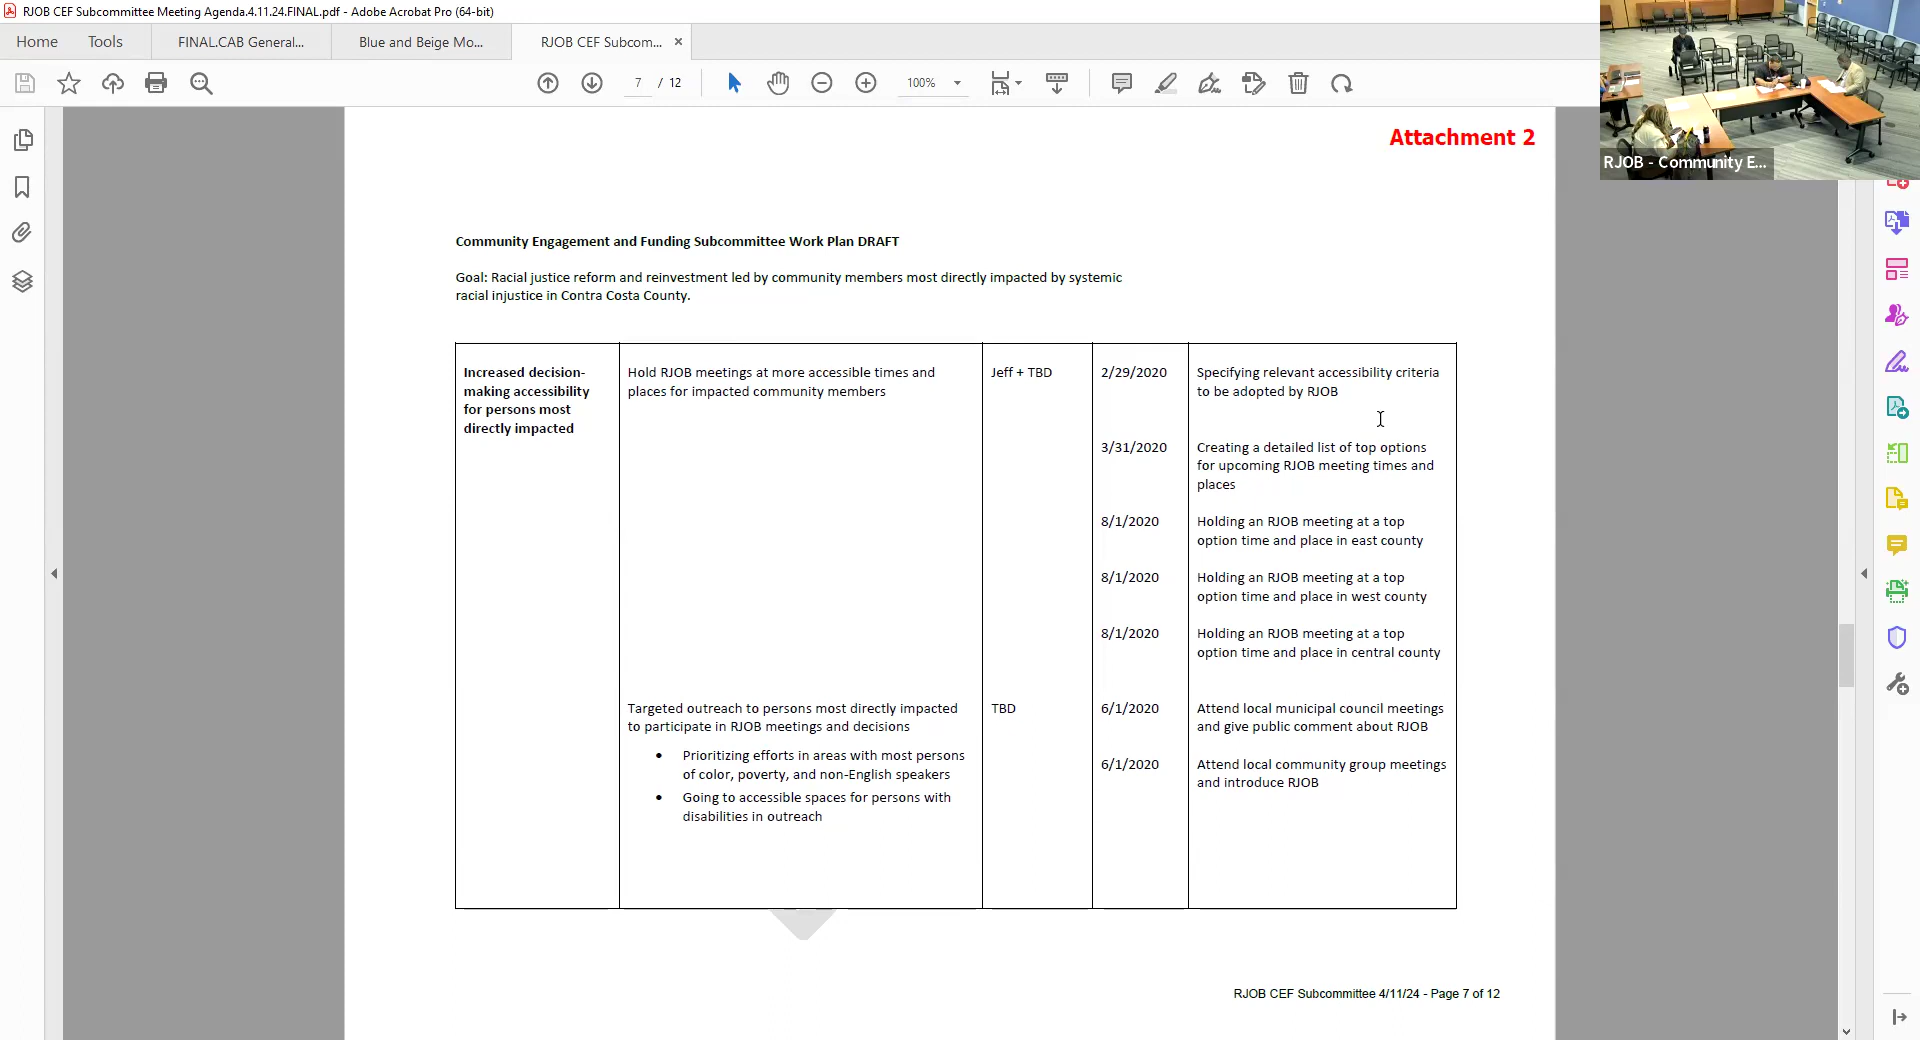 RJOB CEF Subcommittee Meeting Agenda.4.11.24.FINAL.pdf - Adobe Acrobat Pro (64-bit)
Home
Tools
FINAL.CAB General...
Blue and Beige Mo...
RJOB CEF Subcom...
7 / 12
100%
RJOB - Community E...
Attachment 2
Community Engagement and Funding Subcommittee Work Plan DRAFT
Goal: Racial justice reform and reinvestment led by community members most directly impacted by systemic
racial injustice in Contra Costa County.
Increased decision-
making accessibility
for persons most
directly impacted
Hold RJOB meetings at more accessible times and
places for impacted community members
Jeff + TBD
2/29/2020
Specifying relevant accessibility criteria
to be adopted by RJOB
3/31/2020
Creating a detailed list of top options
for upcoming RJOB meeting times and
places
8/1/2020
Holding an RJOB meeting at a top
option time and place in east county
8/1/2020
Holding an RJOB meeting at a top
option time and place in west county
8/1/2020
Holding an RJOB meeting at a top
option time and place in central county
Targeted outreach to persons most directly impacted
to participate in RJOB meetings and decisions
• Prioritizing efforts in areas with most persons
of color, poverty, and non-English speakers
• Going to accessible spaces for persons with
disabilities in outreach
TBD
6/1/2020
Attend local municipal council meetings
and give public comment about RJOB
6/1/2020
Attend local community group meetings
and introduce RJOB
RJOB CEF Subcommittee 4/11/24 - Page 7 of 12